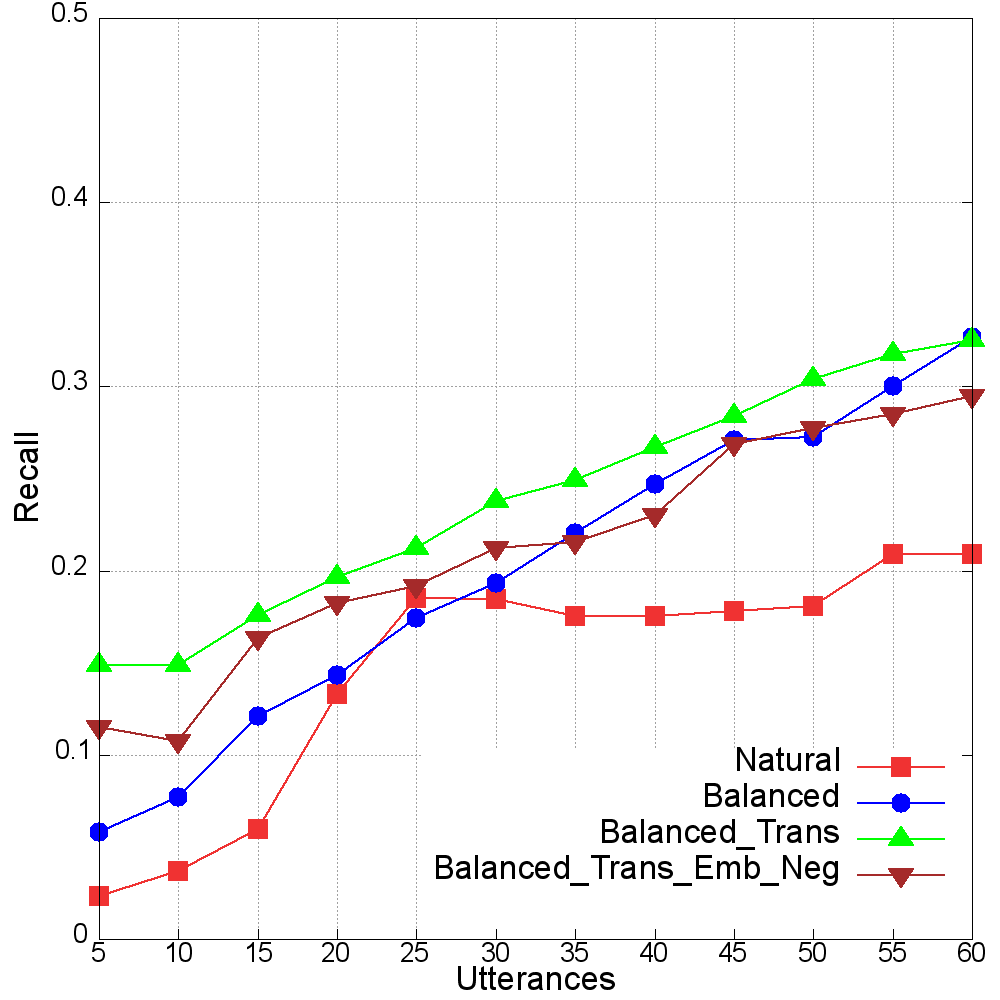 0.5
0.4
0.3
0.2
0.1
0
Recall
5 10 15 20 25 30 35 40 45 50 55 60
Utterances
Natural
Balanced
Balanced_Trans
Balanced_Trans_Emb_Neg